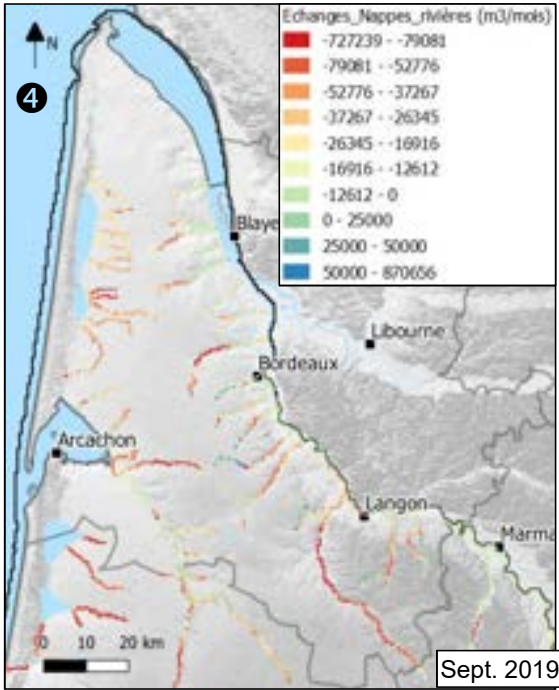 Echanges_Nappes_rivières (m3/mois)
-727239 - -79081
-79081 - -52776
-52776 - -37267
-37267 - -26345
-26345 - -16916
-16916 - -12612
-12612 - 0
0 - 25000
25000 - 50000
50000 - 870656
N
4
Blaye
Libourne
Bordeaux
Arcachon
Langon
Marma
0 10 20 km
Sept. 2019